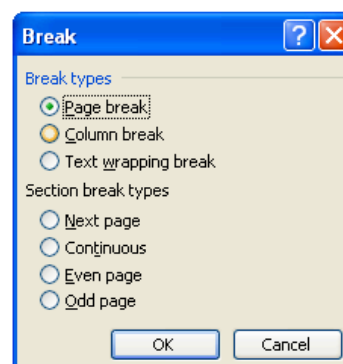 Break
?
Break types
Page break
Column break
Text wrapping break
Section break types
Next page
Continuous
Even page
Odd page
OK Cancel